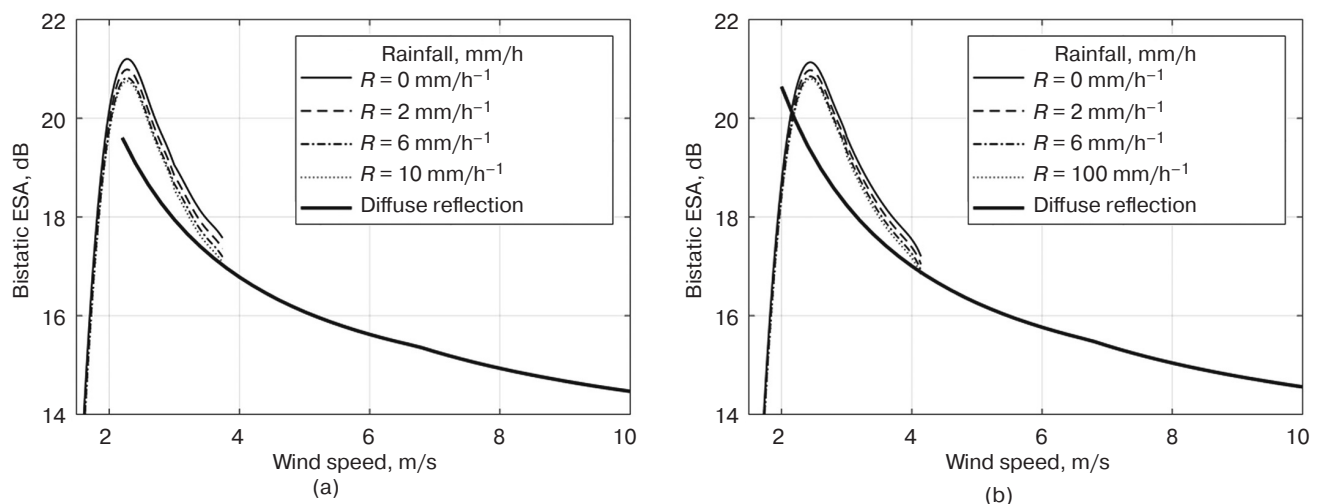 22
20
18
16
14
Bistatic ESA, dB
Rainfall, mm/h
R = 0 mm/h⁻¹
R = 2 mm/h⁻¹
R = 6 mm/h⁻¹
R = 10 mm/h⁻¹
Diffuse reflection
2 4 6 8 10
Wind speed, m/s
(a)
22
20
18
16
14
Bistatic ESA, dB
Rainfall, mm/h
R = 0 mm/h⁻¹
R = 2 mm/h⁻¹
R = 6 mm/h⁻¹
R = 100 mm/h⁻¹
Diffuse reflection
2 4 6 8 10
Wind speed, m/s
(b)